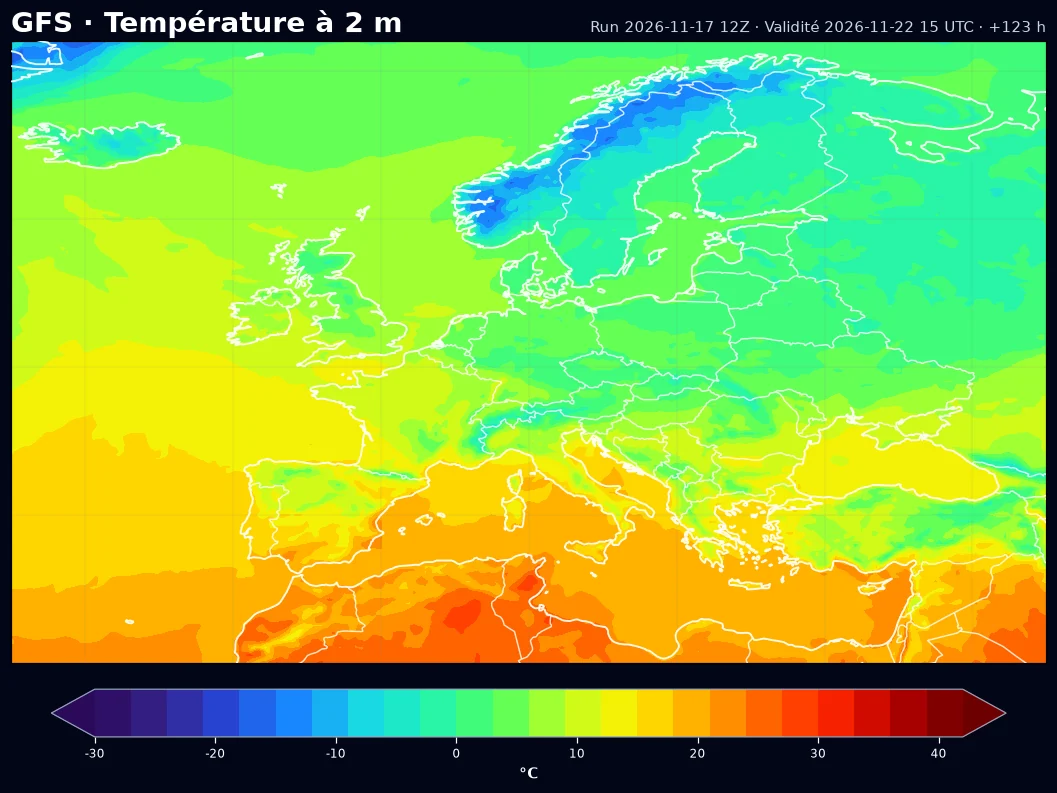 GFS · Température à 2 m
Run 2026-11-17 12Z · Validité 2026-11-22 15 UTC · +123 h
-30 -20 -10 0 10 20 30 40
°C